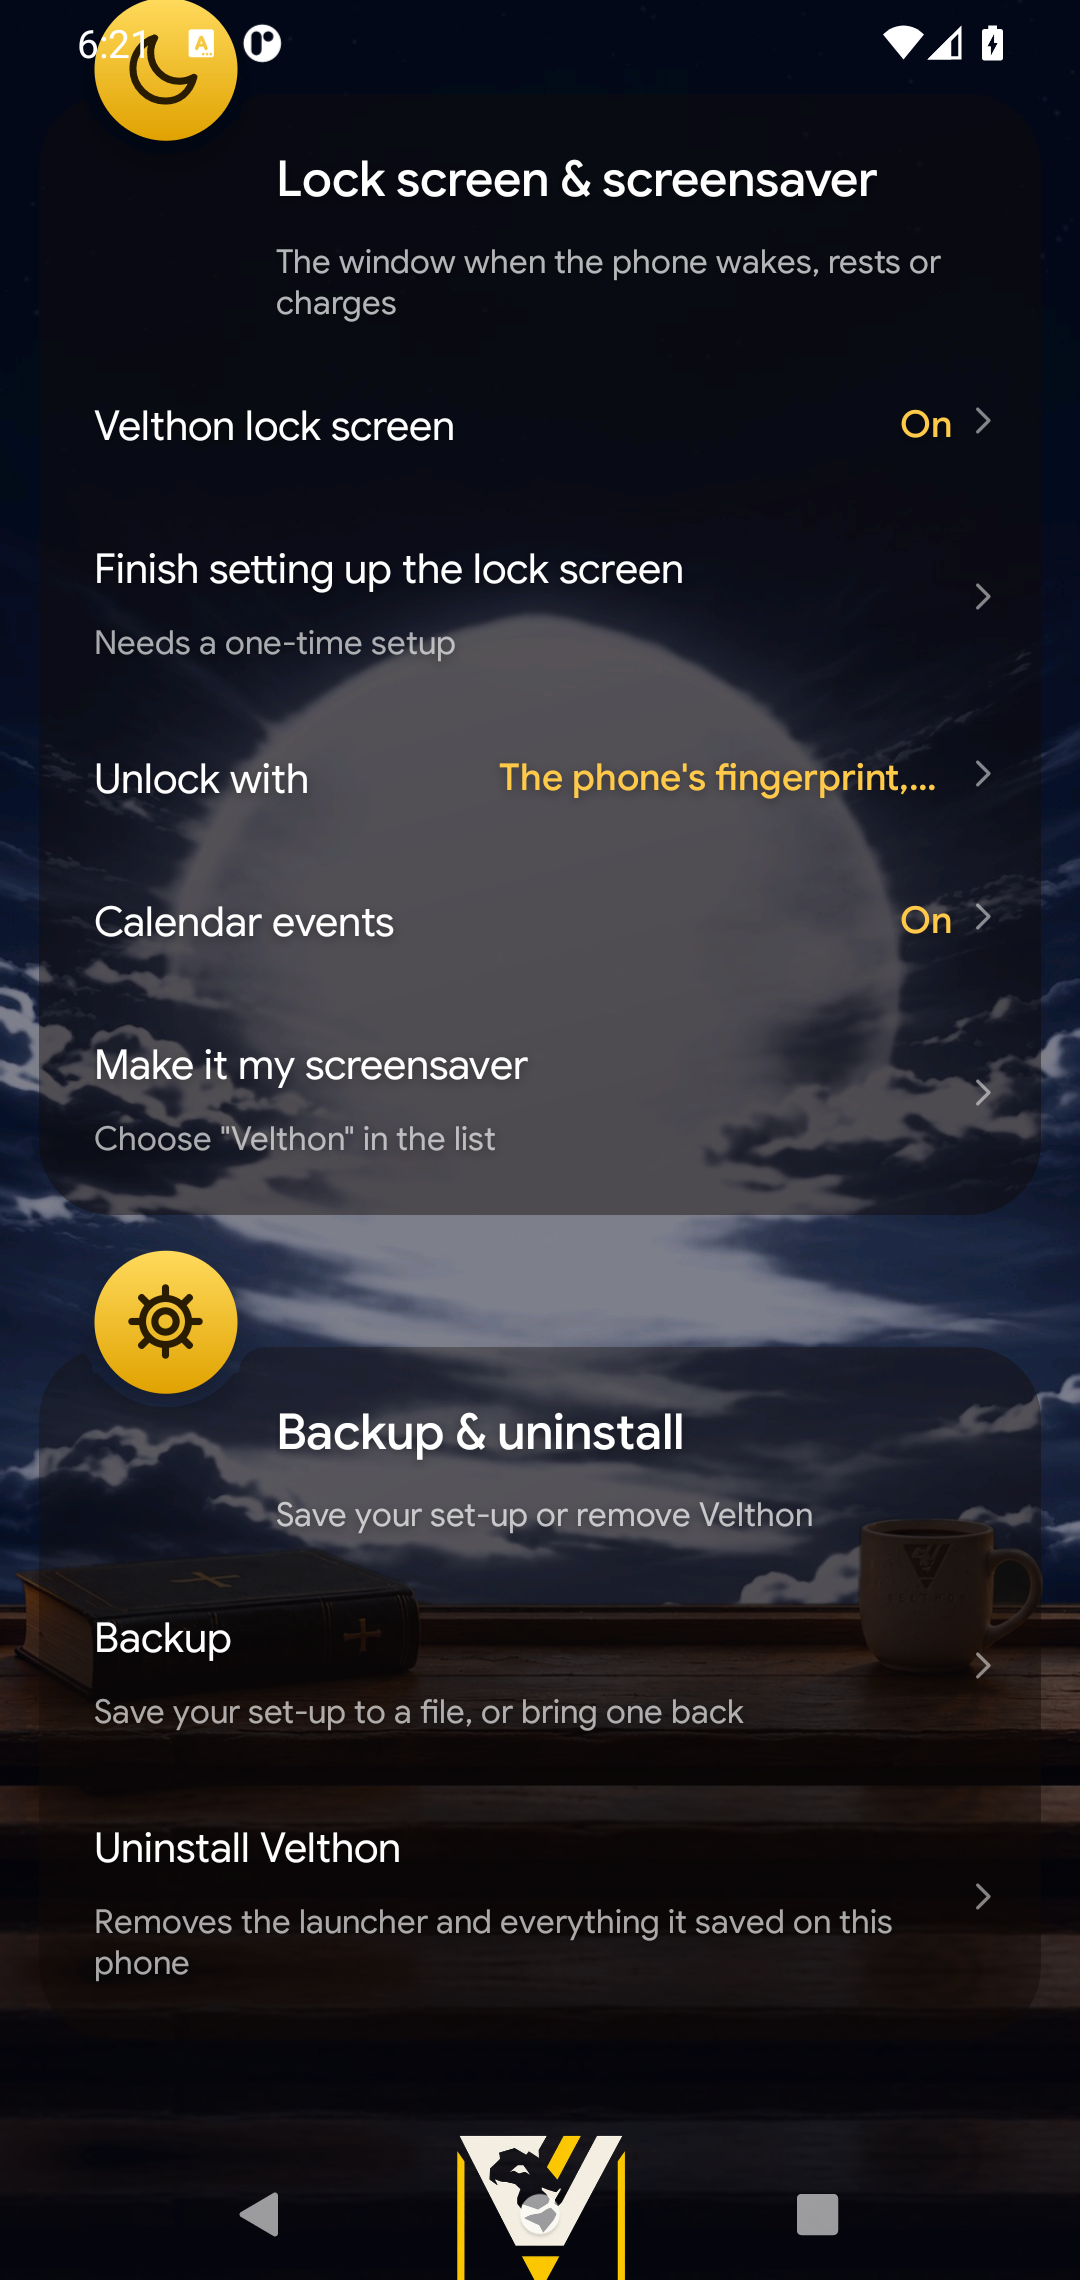 6:21
Lock screen & screensaver
The window when the phone wakes, rests or
charges
Velthon lock screen
On
Finish setting up the lock screen
Needs a one-time setup
Unlock with
The phone's fingerprint,...
Calendar events
On
Make it my screensaver
Choose "Velthon" in the list
Backup & uninstall
Save your set-up or remove Velthon
Backup
Save your set-up to a file, or bring one back
Uninstall Velthon
Removes the launcher and everything it saved on this
phone